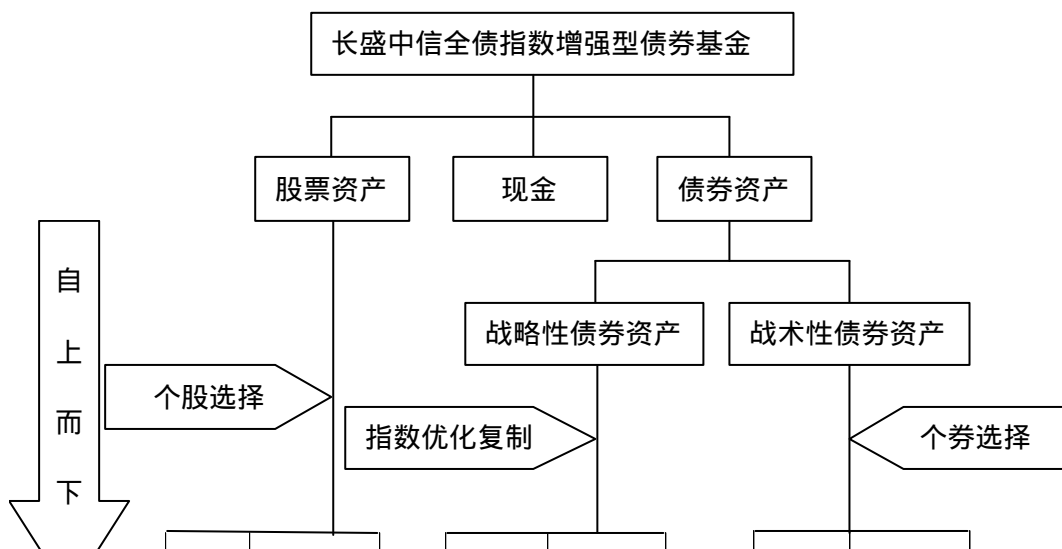 长盛中信全债指数增强型债券基金
股票资产
现金
债券资产
自
上
而
下
战略性债券资产
战术性债券资产
个股选择
指数优化复制
个券选择